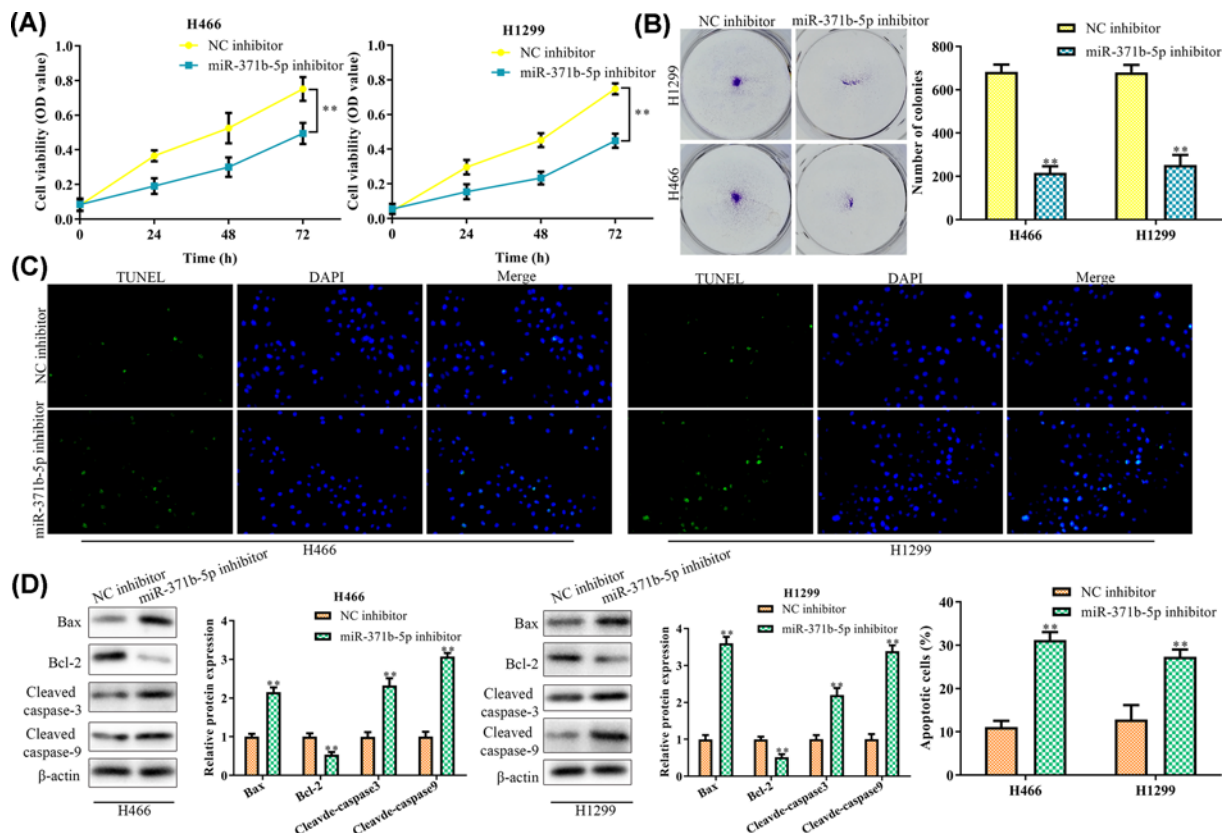 (A)
H466
NC inhibitor
miR-371b-5p inhibitor
Cell viability (OD value)
1.0
0.8
0.6
0.4
0.2
0.0
**
0 24 48 72
Time (h)
H1299
NC inhibitor
miR-371b-5p inhibitor
Cell viability (OD value)
1.0
0.8
0.6
0.4
0.2
0.0
**
0 24 48 72
Time (h)
(B)
NC inhibitor miR-371b-5p inhibitor
H1299
H466
NC inhibitor
miR-371b-5p inhibitor
Number of colonies
800
600
400
200
0
** **
H466 H1299
(C)
TUNEL DAPI Merge TUNEL DAPI Merge
NC inhibitor
miR-371b-5p inhibitor
H466 H1299
(D)
NC inhibitor miR-371b-5p inhibitor
Bax
Bcl-2
Cleaved
caspase-3
Cleaved
caspase-9
β-actin
H466
H466
NC inhibitor
miR-371b-5p inhibitor
Relative protein expression
4
3
2
1
0
** ** ** **
Bax Bcl-2 Cleavde-caspase3 Cleavde-caspase9
NC inhibitor miR-371b-5p inhibitor
Bax
Bcl-2
Cleaved
caspase-3
Cleaved
caspase-9
β-actin
H1299
H1299
NC inhibitor
miR-371b-5p inhibitor
Relative protein expression
4
3
2
1
0
** ** ** **
Bax Bcl-2 Cleavde-caspase3 Cleavde-caspase9
NC inhibitor
miR-371b-5p inhibitor
Apoptotic cells (%)
40
30
20
10
0
** **
H466 H1299